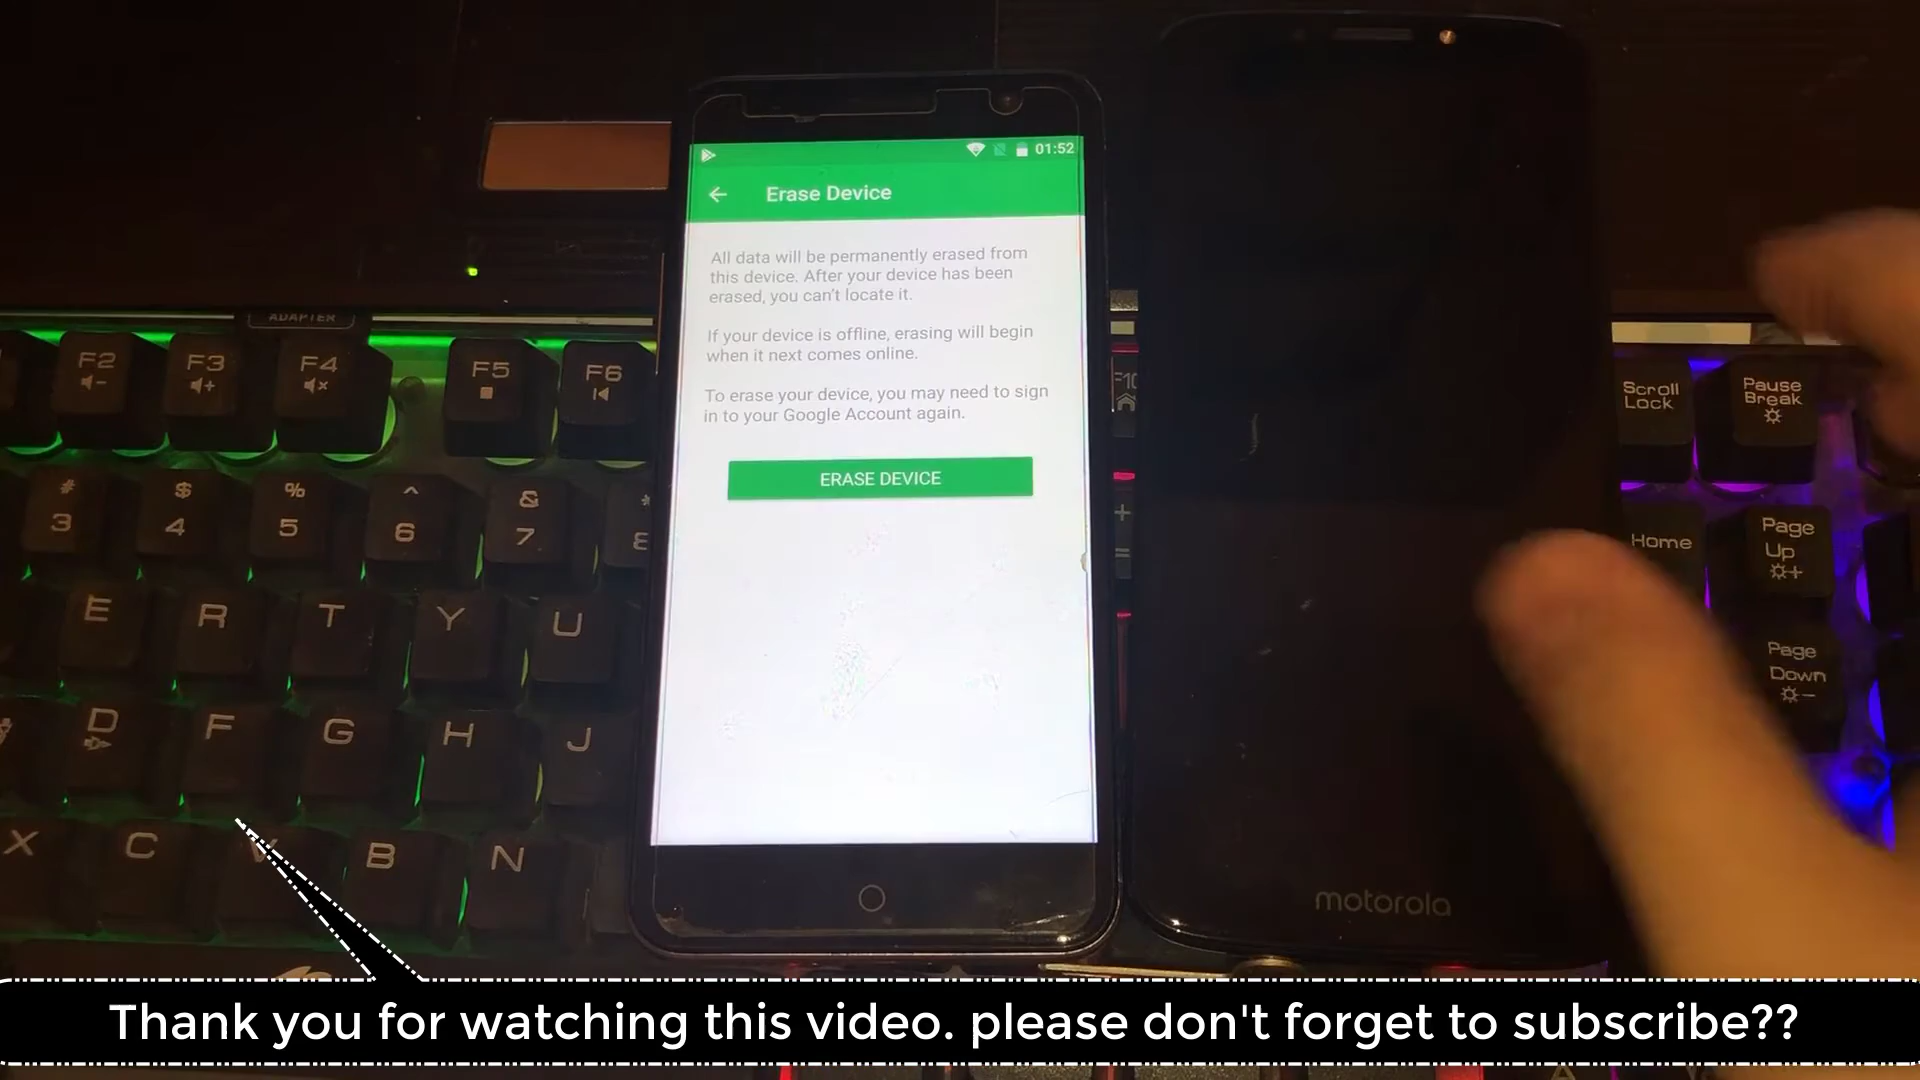 01:52
Erase Device
All data will be permanently erased from
this device. After your device has been
erased, you can't locate it.
If your device is offline, erasing will begin
when it next comes online.
To erase your device, you may need to sign
in to your Google Account again.
ERASE DEVICE
motorola
ADAPTER
F2
F3
F4
F5
F6
F10
Scroll
Lock
Pause
Break
# $ % ^ &
3 4 5 6 7
+
=
Home
Page
Up
E R T Y U
Page
Down
D F G H J
X C V B N
Thank you for watching this video. please don't forget to subscribe??